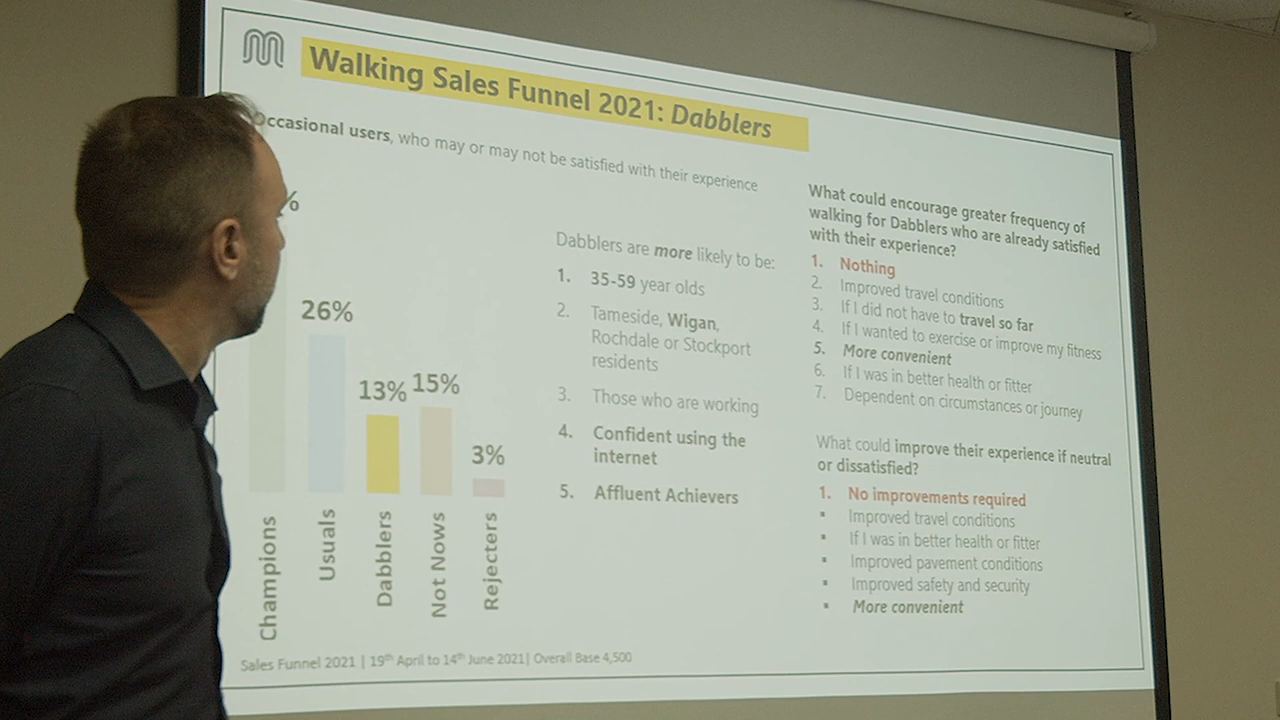 Walking Sales Funnel 2021: Dabblers
Occasional users, who may or may not be satisfied with their experience
%
26%
13%
15%
3%
Champions
Usuals
Dabblers
Not Nows
Rejecters
Dabblers are more likely to be:
1. 35-59 year olds
2. Tameside, Wigan,
Rochdale or Stockport
residents
3. Those who are working
4. Confident using the
internet
5. Affluent Achievers
What could encourage greater frequency of
walking for Dabblers who are already satisfied
with their experience?
1. Nothing
2. Improved travel conditions
3. If I did not have to travel so far
4. If I wanted to exercise or improve my fitness
5. More convenient
6. If I was in better health or fitter
7. Dependent on circumstances or journey
What could improve their experience if neutral
or dissatisfied?
1. No improvements required
▪ Improved travel conditions
▪ If I was in better health or fitter
▪ Improved pavement conditions
▪ Improved safety and security
▪ More convenient
Sales Funnel 2021 | 19th April to 14th June 2021| Overall Base 4,500